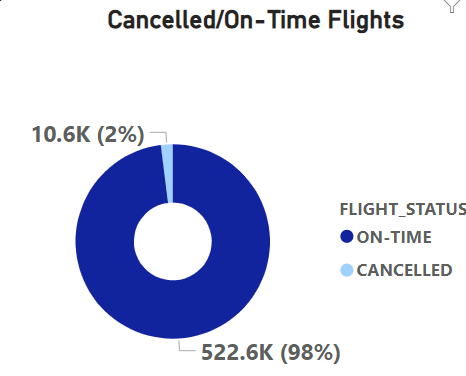 Cancelled/On-Time Flights
10.6K (2%)
FLIGHT_STATUS
ON-TIME
CANCELLED
522.6K (98%)